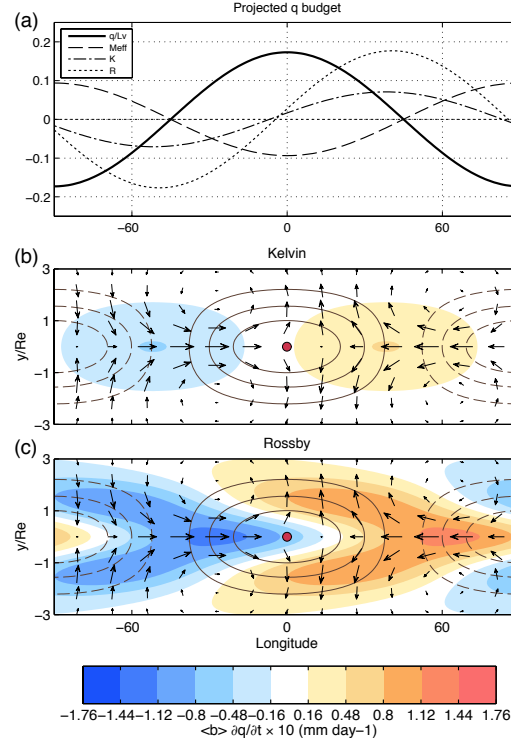 Projected q budget
(a)
q/Lv
Meff
K
R
0.2
0.1
0
−0.1
−0.2
−60 0 60
(b)
Kelvin
3
1
−1
−3
y/Re
(c)
Rossby
3
1
−1
−3
y/Re
−60 0 60
Longitude
−1.76−1.44−1.12 −0.8 −0.48−0.16 0.16 0.48 0.8 1.12 1.44 1.76
<b> ∂q/∂t × 10 (mm day−1)